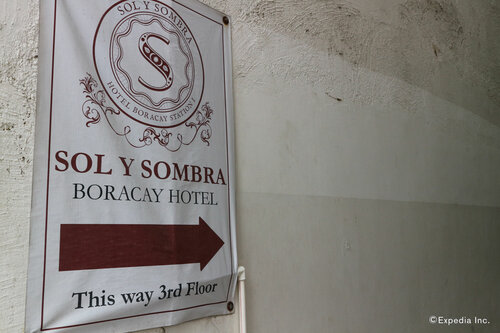 SOL Y SOMBRA
S
HOTEL BORACAY STATION 1
SOL Y SOMBRA
BORACAY HOTEL
This way 3rd Floor
©Expedia Inc.